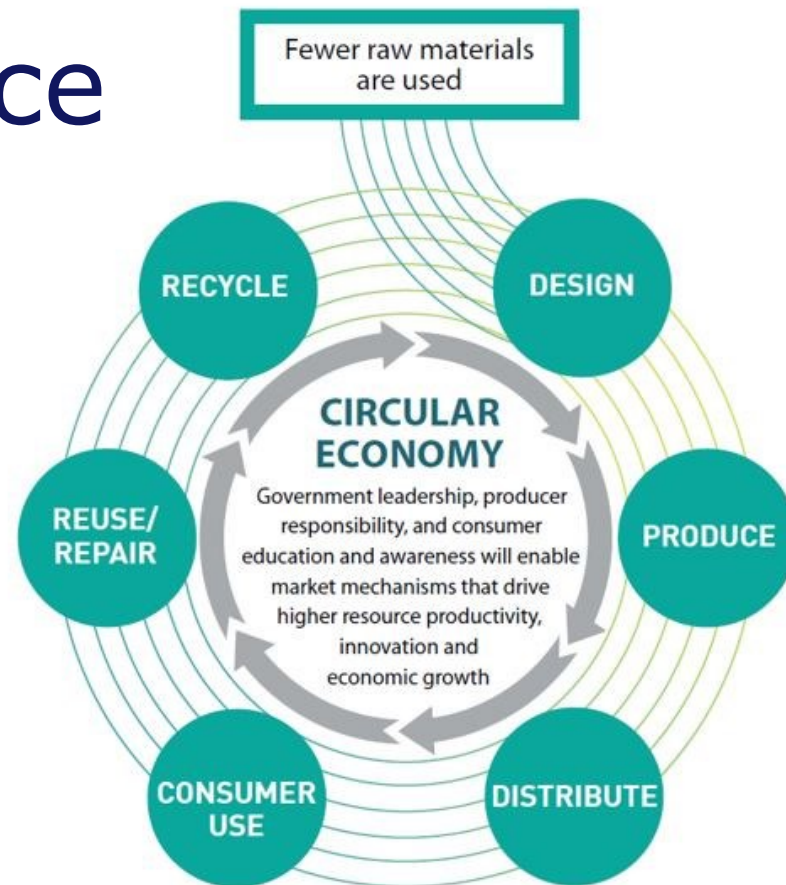 ce
Fewer raw materials
are used
RECYCLE
DESIGN
CIRCULAR
ECONOMY
Government leadership, producer
responsibility, and consumer
education and awareness will enable
market mechanisms that drive
higher resource productivity,
innovation and
economic growth
REUSE/
REPAIR
PRODUCE
CONSUMER
USE
DISTRIBUTE